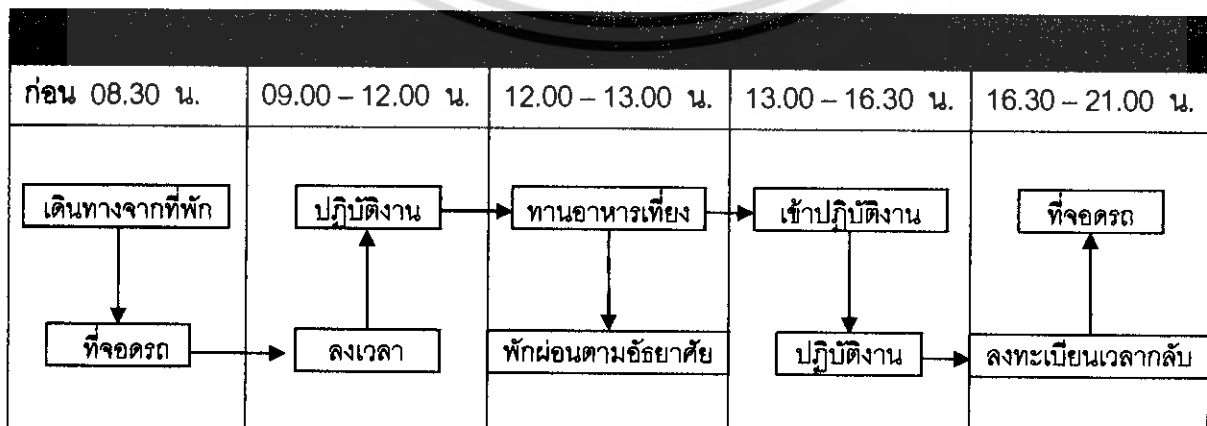 ก่อน 08.30 น. 09.00 – 12.00 น. 12.00 – 13.00 น. 13.00 – 16.30 น. 16.30 – 21.00 น.
เดินทางจากที่พัก ปฏิบัติงาน ทานอาหารเที่ยง เข้าปฏิบัติงาน ที่จอดรถ
ที่จอดรถ ลงเวลา พักผ่อนตามอัธยาศัย ปฏิบัติงาน ลงทะเบียนเวลากลับ